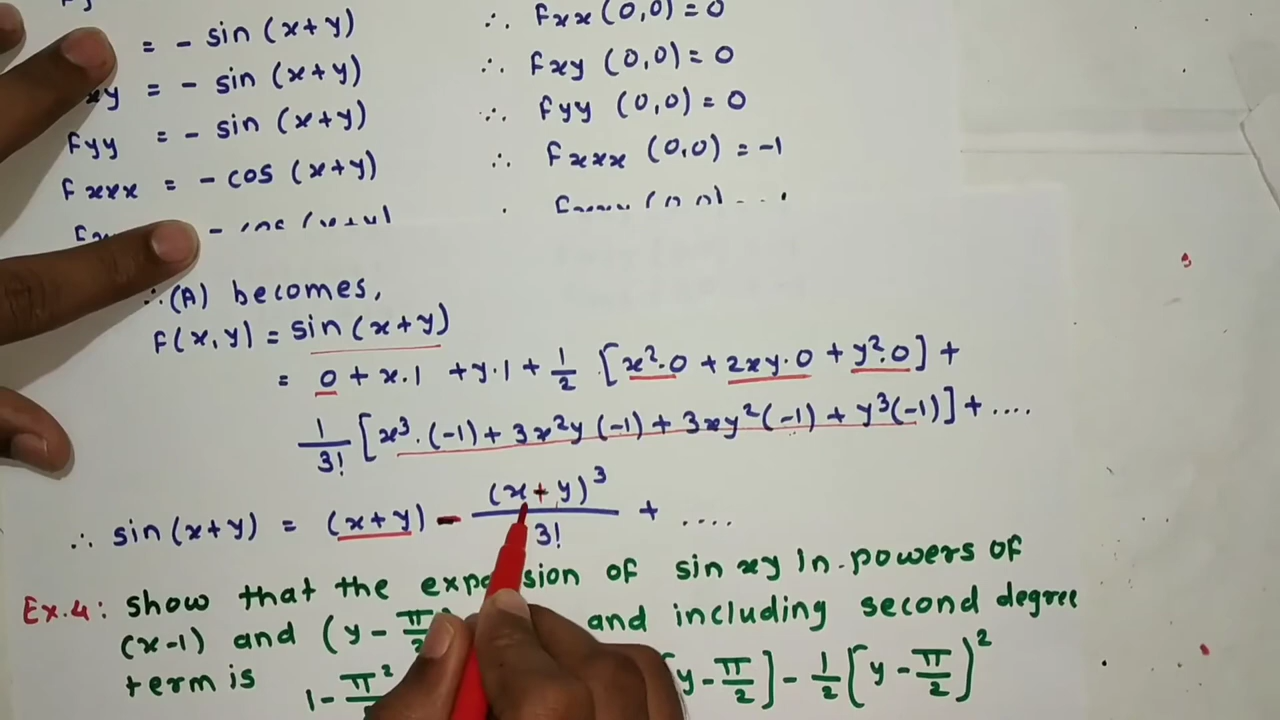 = - sin (x+y) ∴ fxx (0,0) = 0
xy = - sin (x+y) ∴ fxy (0,0) = 0
fyy = - sin (x+y) ∴ fyy (0,0) = 0
fxxx = - cos (x+y) ∴ fxxx (0,0) = -1
∴ (A) becomes,
f(x,y) = sin (x+y)
= 0 + x·1 + y·1 + 1/2 [x²·0 + 2xy·0 + y²·0] +
1/3! [x³·(-1) + 3x²y (-1) + 3xy² (-1) + y³(-1)] + ....
∴ sin (x+y) = (x+y) - (x+y)³/3! + ....
Ex.4: show that the expansion of sin xy in powers of
(x-1) and (y - π/2 and including second degree
term is 1 - π² y - π/2] - 1/2 [y - π/2)²